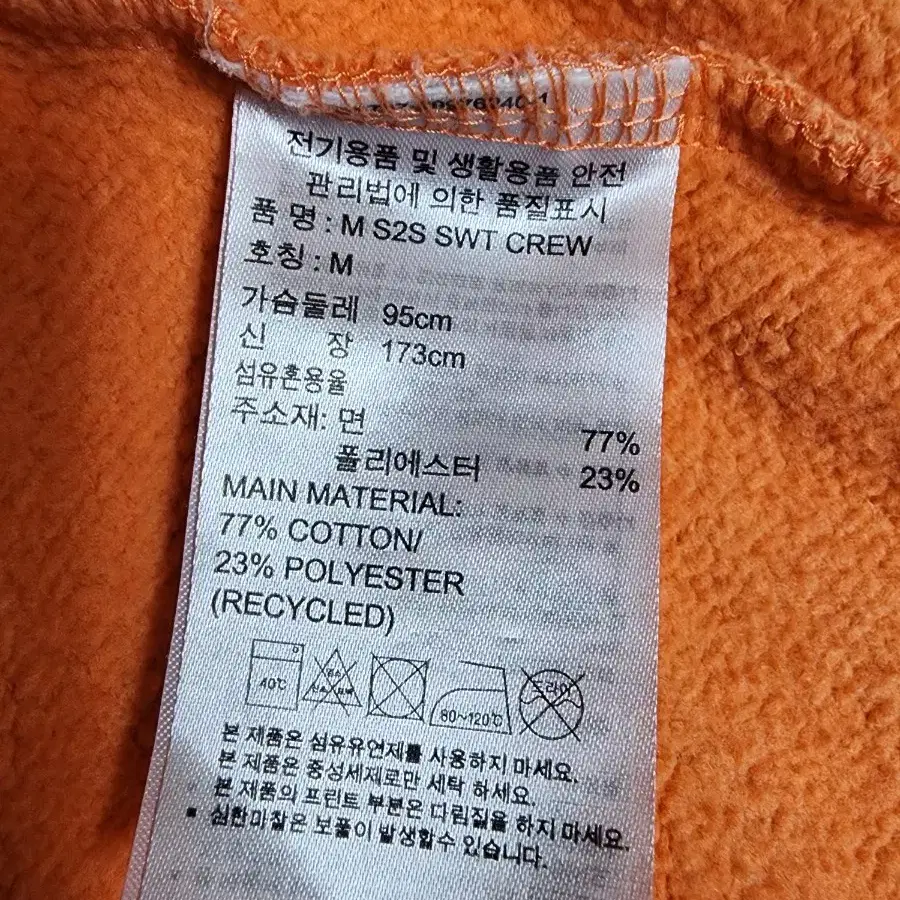 전기용품 및 생활용품 안전
관리법에 의한 품질표시
품 명 : M S2S SWT CREW
호칭 : M
가슴둘레 95cm
신 장 173cm
섬유혼용율
주소재: 면 77%
폴리에스터 23%
MAIN MATERIAL:
77% COTTON/
23% POLYESTER
(RECYCLED)
40℃
80~120℃
드라이
본 제품은 섬유유연제를 사용하지 마세요.
본 제품은 중성세제로만 세탁 하세요.
본 제품의 프린트 부분은 다림질을 하지 마세요.
▪ 심한마찰은 보풀이 발생할수 있습니다.